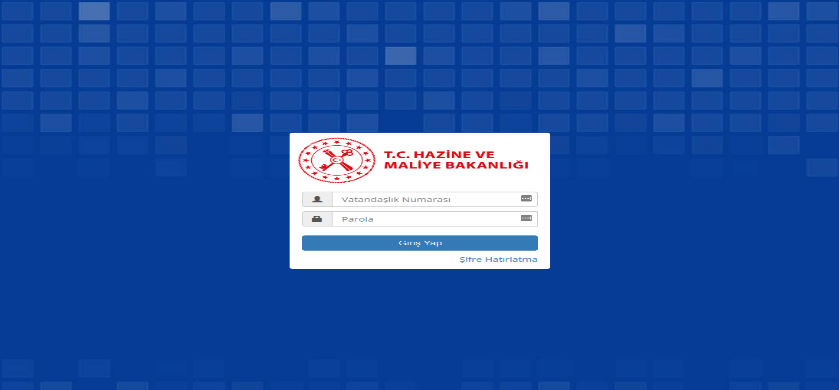 T.C. HAZİNE VE
MALİYE BAKANLIĞI
Vatandaşlık Numarası
Parola
Giriş Yap
Şifre Hatırlatma